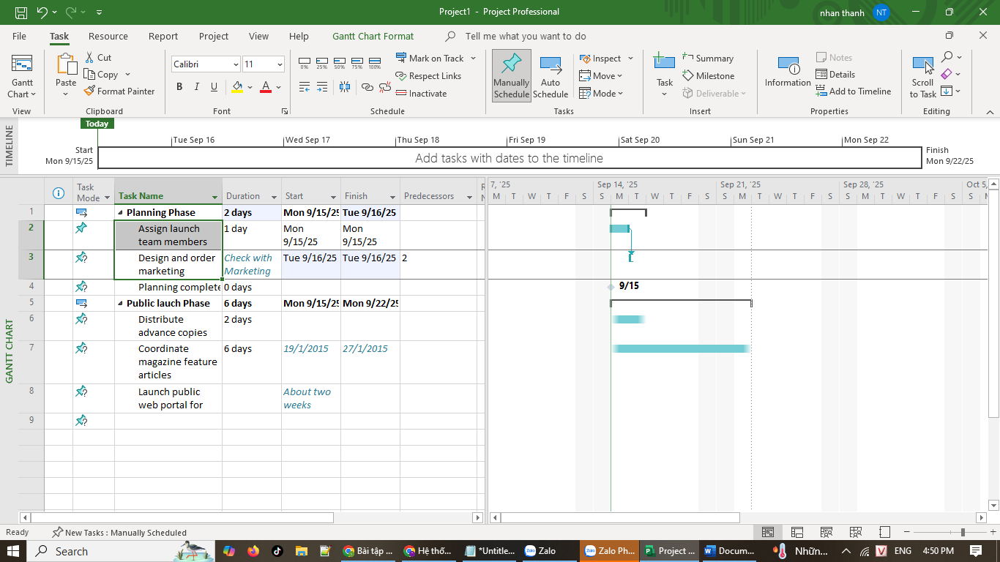 Project1 - Project Professional
nhan thanh
NT
File Task Resource Report Project View Help Gantt Chart Format Tell me what you want to do
Gantt Chart
View
Paste
Cut
Copy
Format Painter
Clipboard
Calibri 11
B I U A
Font
0% 25% 50% 75% 100%
Mark on Track
Respect Links
Inactivate
Schedule
Manually Schedule
Auto Schedule
Inspect
Move
Mode
Tasks
Task
Summary
Milestone
Deliverable
Insert
Information
Notes
Details
Add to Timeline
Properties
Scroll to Task
Editing
TIMELINE
Today
Tue Sep 16 Wed Sep 17 Thu Sep 18 Fri Sep 19 Sat Sep 20 Sun Sep 21 Mon Sep 22
Start
Mon 9/15/25
Add tasks with dates to the timeline
Finish
Mon 9/22/25
GANTT CHART
Task Mode Task Name Duration Start Finish Predecessors R N
7, '25 Sep 14, '25 Sep 21, '25 Sep 28, '25 Oct 5,
M T W T F S S M T W T F S S M T W T F S S M T W T F S S M
1 Planning Phase 2 days Mon 9/15/25 Tue 9/16/25
2 Assign launch team members 1 day Mon 9/15/25 Mon 9/15/25
3 Design and order marketing Check with Marketing Tue 9/16/25 Tue 9/16/25 2
4 Planning complete 0 days
9/15
5 Public lauch Phase 6 days Mon 9/15/25 Mon 9/22/25
6 Distribute advance copies 2 days
7 Coordinate magazine feature articles 6 days 19/1/2015 27/1/2015
8 Launch public web portal for About two weeks
9
Ready New Tasks : Manually Scheduled
Search
Bài tập ...
Hệ thố...
*Untitle...
Zalo
Zalo Ph...
Project ...
Docum...
Nhữn...
V
ENG
4:50 PM